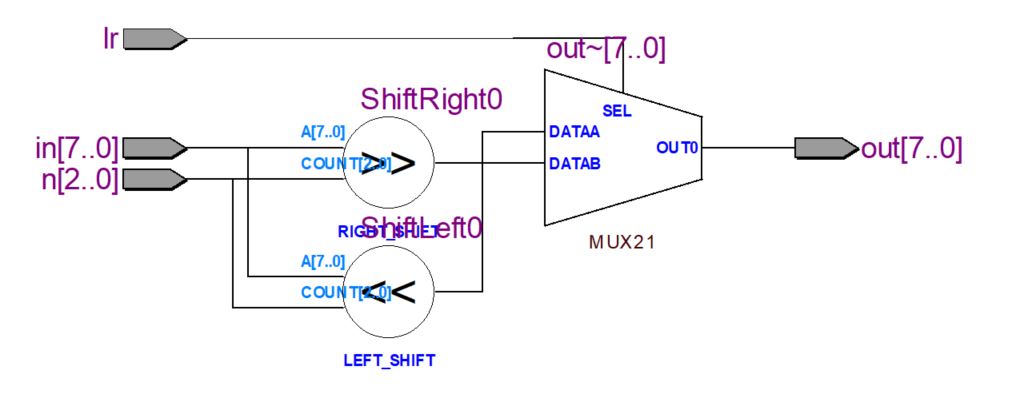 lr
out~[7..0]
SEL
ShiftRight0
A[7..0]
DATAA
in[7..0]
OUT0
out[7..0]
COUNT[2..0]
>>
DATAB
n[2..0]
RIGHT_SHIFT
ShiftLeft0
MUX21
A[7..0]
COUNT[2..0]
<<
LEFT_SHIFT